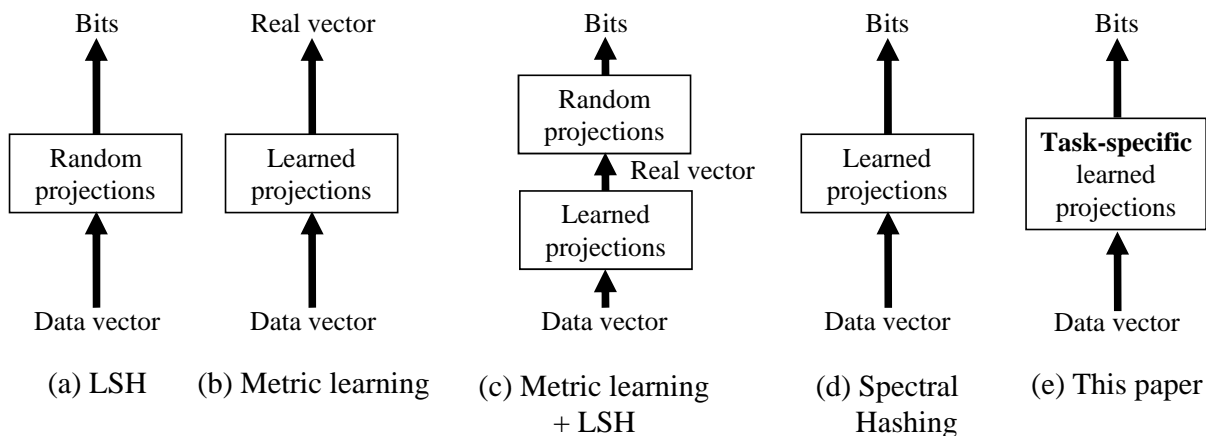 Bits
Random
projections
Data vector
(a) LSH
Real vector
Learned
projections
Data vector
(b) Metric learning
Bits
Random
projections
Real vector
Learned
projections
Data vector
(c) Metric learning
+ LSH
Bits
Learned
projections
Data vector
(d) Spectral
Hashing
Bits
Task-specific
learned
projections
Data vector
(e) This paper